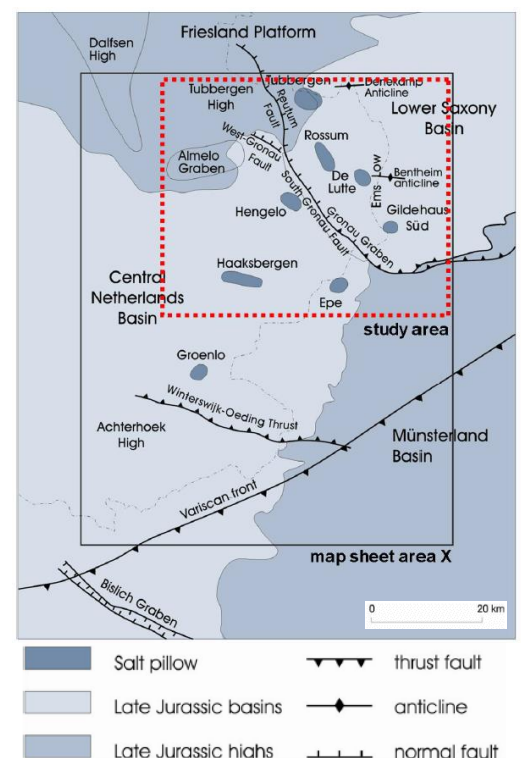 Friesland Platform
Dalfsen
High
Tubbergen
Denekamp
Anticline
Tubbergen
High
Reutum
Fault
Lower Saxony
Basin
West-Gronau
Fault
Rossum
Almelo
Graben
De
Lutte
Ems Low
Bentheim
anticline
South Gronau Fault
Gronau Graben
Hengelo
Gildehaus
Süd
Haaksbergen
Central
Netherlands
Basin
Epe
study area
Groenlo
Winterswijk-Oeding Thrust
Achterhoek
High
Münsterland
Basin
Variscan front
map sheet area X
Bislich Graben
0 20 km
Salt pillow
thrust fault
Late Jurassic basins
anticline
Late Jurassic highs
normal fault